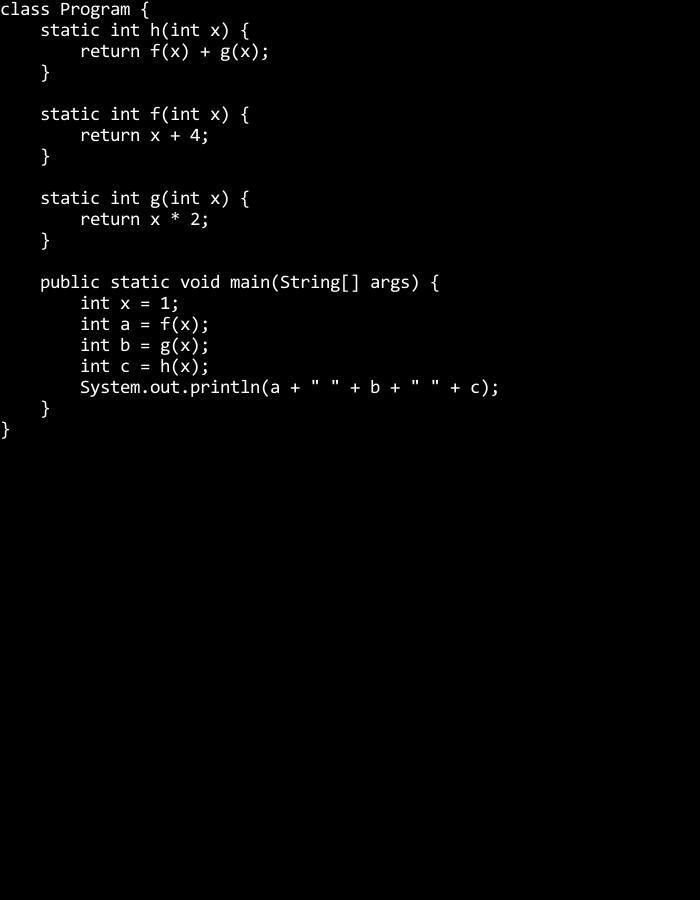 class Program {
    static int h(int x) {
        return f(x) + g(x);
    }

    static int f(int x) {
        return x + 4;
    }

    static int g(int x) {
        return x * 2;
    }

    public static void main(String[] args) {
        int x = 1;
        int a = f(x);
        int b = g(x);
        int c = h(x);
        System.out.println(a + " " + b + " " + c);
    }
}